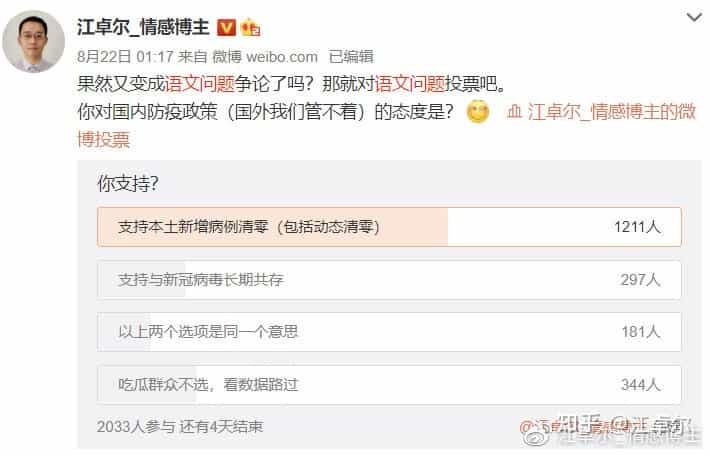 江卓尔_情感博主
8月22日 01:17 来自 微博 weibo.com 已编辑
果然又变成语文问题争论了吗？那就对语文问题投票吧。
你对国内防疫政策（国外我们管不着）的态度是？ 江卓尔_情感博主的微
博投票
你支持？
支持本土新增病例清零（包括动态清零） 1211人
支持与新冠病毒长期共存 297人
以上两个选项是同一个意思 181人
吃瓜群众不选，看数据路过 344人
2033人参与 还有4天结束
@江卓尔_情感博主
知乎 @江卓尔
江卓尔_情感博主